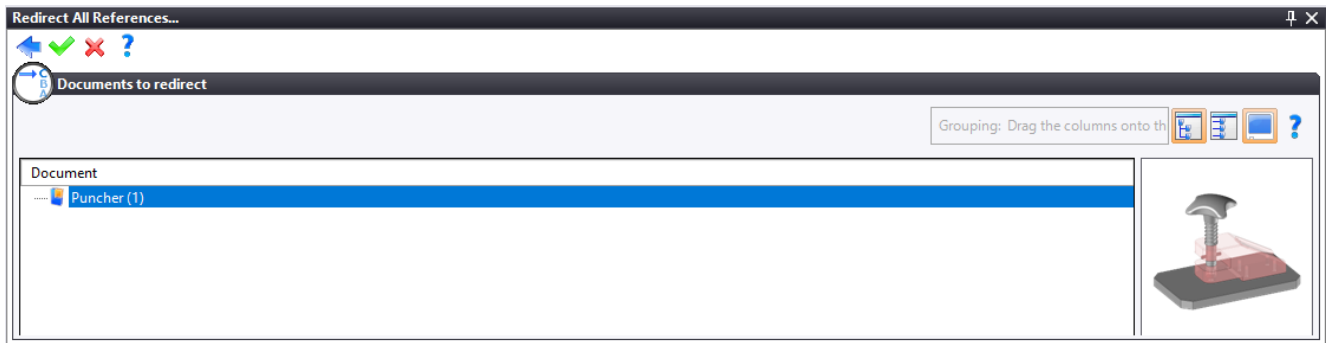 Redirect All References...
C
B
A
Documents to redirect
Grouping: Drag the columns onto th
Document
Puncher (1)